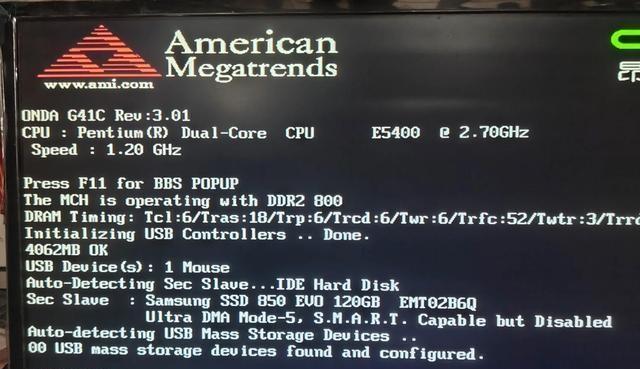 American
Megatrends
www.ami.com
ONDA G41C Rev:3.01
CPU : Pentium(R) Dual-Core  CPU      E5400  @ 2.70GHz
Speed : 1.20 GHz
Press F11 for BBS POPUP
The MCH is operating with DDR2 800
DRAM Timing: Tcl:6/Tras:18/Trp:6/Trcd:6/Twr:6/Trfc:52/Twtr:3/Trrd
Initializing USB Controllers .. Done.
4062MB OK
USB Device(s): 1 Mouse
Auto-Detecting Sec Slave...IDE Hard Disk
Sec Slave  : Samsung SSD 850 EVO 120GB  EMT02B6Q
Ultra DMA Mode-5, S.M.A.R.T. Capable but Disabled
Auto-detecting USB Mass Storage Devices ..
00 USB mass storage devices found and configured.